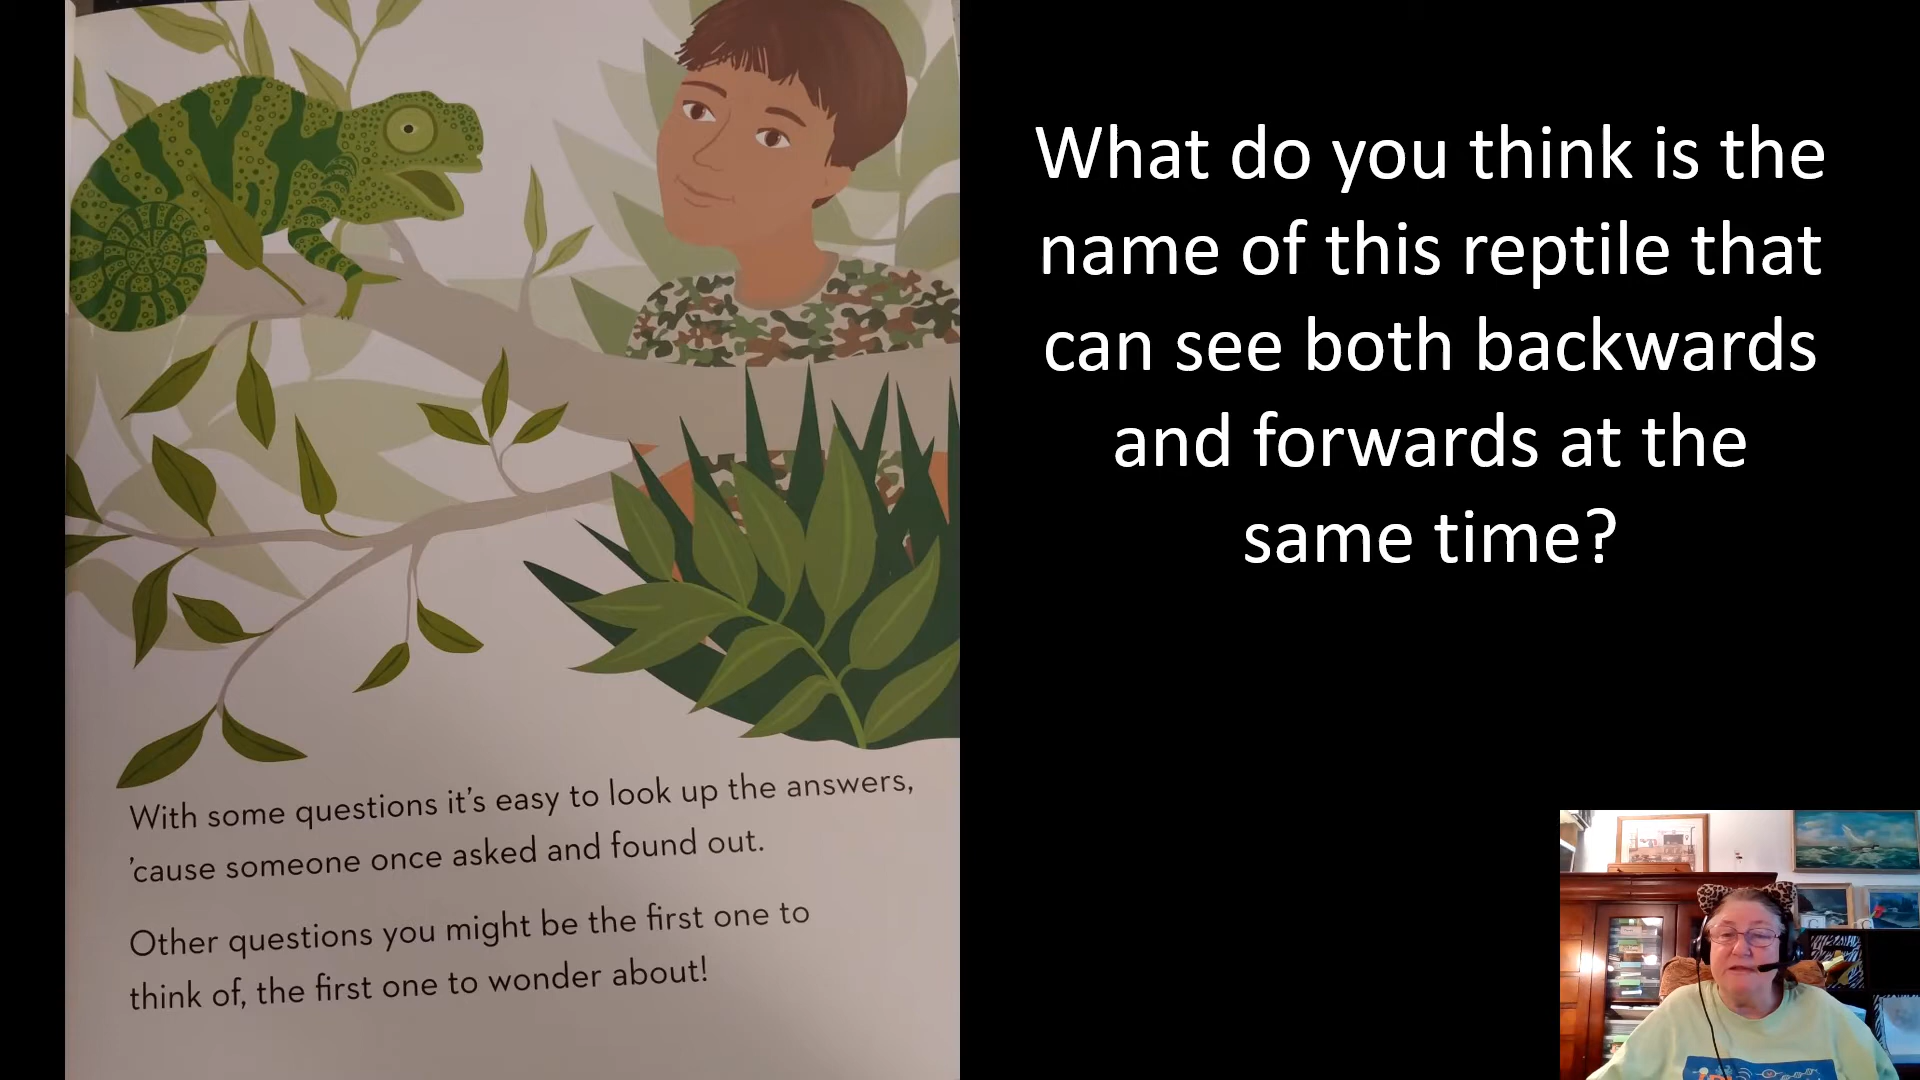 With some questions it's easy to look up the answers,
'cause someone once asked and found out.
Other questions you might be the first one to
think of, the first one to wonder about!
What do you think is the
name of this reptile that
can see both backwards
and forwards at the
same time?